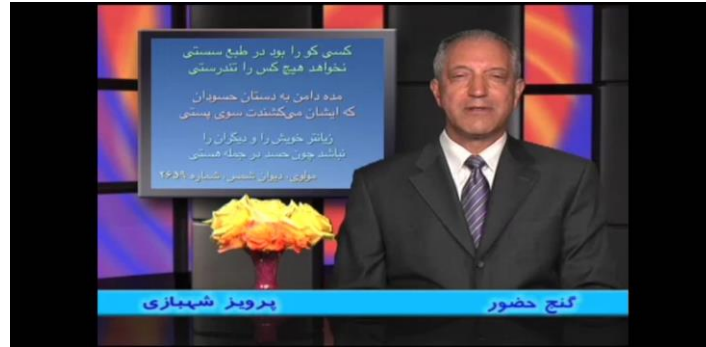 کسی کو را بود در طبع سستی
نخواهد هیچ کس را تندرستی
مده دامن به دستان حسودان
که ایشان می‌کشندت سوی پستی
زیانتر خویش را و دیگران را
نباشد چون حسد در جمله هستی
مولوی، دیوان شمس، شماره ۲۶۵۹
گنج حضور
پرویز شهبازی